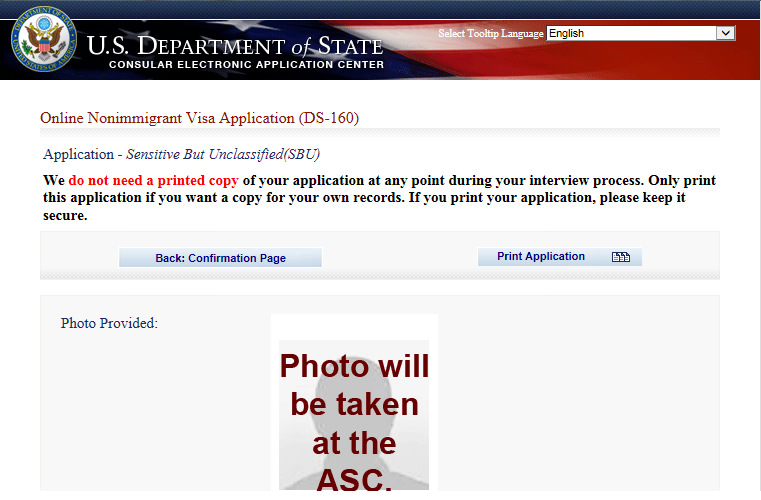 U.S. DEPARTMENT of STATE
CONSULAR ELECTRONIC APPLICATION CENTER
Select Tooltip Language English
Online Nonimmigrant Visa Application (DS-160)
Application - Sensitive But Unclassified(SBU)
We do not need a printed copy of your application at any point during your interview process. Only print
this application if you want a copy for your own records. If you print your application, please keep it
secure.
Back: Confirmation Page
Print Application
Photo Provided:
Photo will
be taken
at the
ASC.